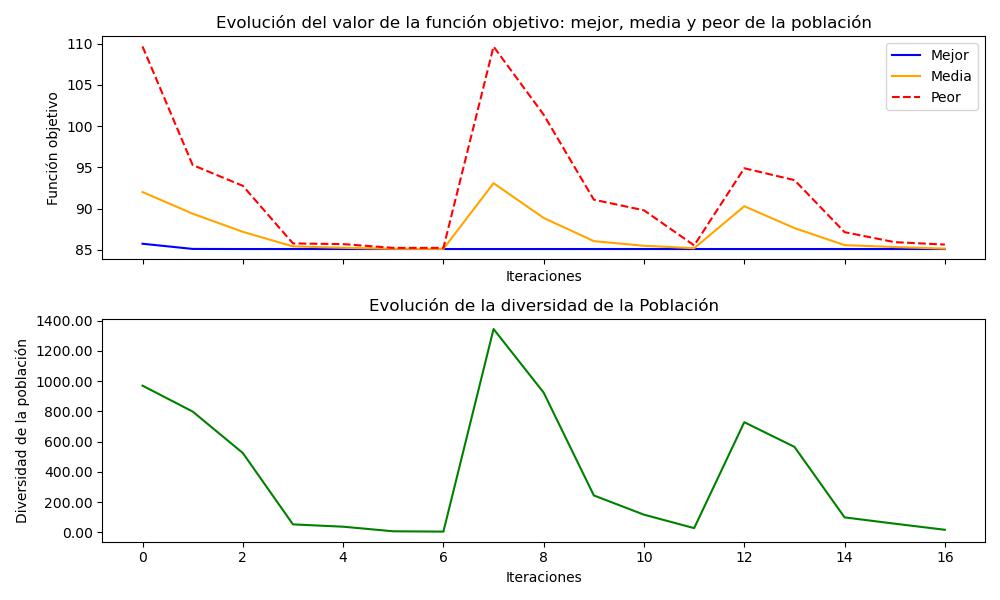 Evolución del valor de la función objetivo: mejor, media y peor de la población
110
105
100
95
90
85
Función objetivo
Mejor
Media
Peor
Iteraciones
Evolución de la diversidad de la Población
1400.00
1200.00
1000.00
800.00
600.00
400.00
200.00
0.00
Diversidad de la población
0 2 4 6 8 10 12 14 16
Iteraciones